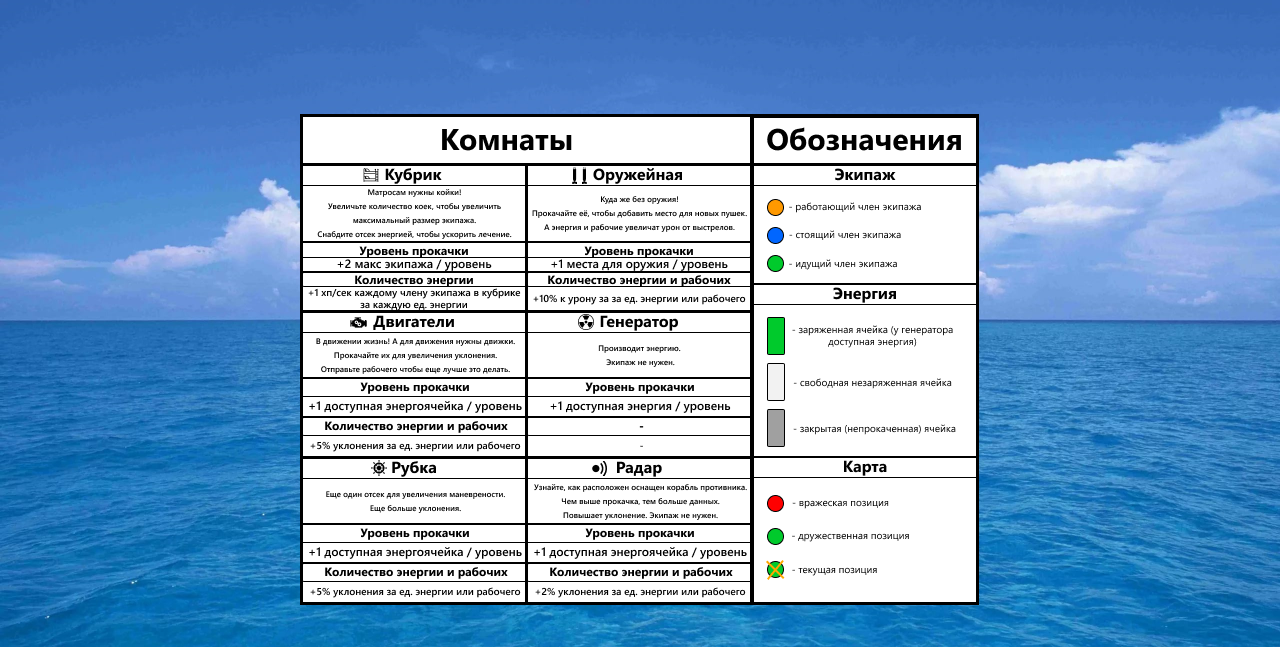 Комнаты
Кубрик
Матросам нужны койки!
Увеличьте количество коек, чтобы увеличить
максимальный размер экипажа.
Снабдите отсек энергией, чтобы ускорить лечение.
Уровень прокачки
+2 макс экипажа / уровень
Количество энергии
+1 хп/сек каждому члену экипажа в кубрике
за каждую ед. энергии
Оружейная
Куда же без оружия!
Прокачайте её, чтобы добавить место для новых пушек.
А энергия и рабочие увеличат урон от выстрелов.
Уровень прокачки
+1 места для оружия / уровень
Количество энергии и рабочих
+10% к урону за за ед. энергии или рабочего
Двигатели
В движении жизнь! А для движения нужны движки.
Прокачайте их для увеличения уклонения.
Отправьте рабочего чтобы еще лучше это делать.
Уровень прокачки
+1 доступная энергоячейка / уровень
Количество энергии и рабочих
+5% уклонения за ед. энергии или рабочего
Генератор
Производит энергию.
Экипаж не нужен.
Уровень прокачки
+1 доступная энергия / уровень
-
-
Рубка
Еще один отсек для увеличения маневрености.
Еще больше уклонения.
Уровень прокачки
+1 доступная энергоячейка / уровень
Количество энергии и рабочих
+5% уклонения за ед. энергии или рабочего
Радар
Узнайте, как расположен оснащен корабль противника.
Чем выше прокачка, тем больше данных.
Повышает уклонение. Экипаж не нужен.
Уровень прокачки
+1 доступная энергоячейка / уровень
Количество энергии и рабочих
+2% уклонения за ед. энергии или рабочего
Обозначения
Экипаж
- работающий член экипажа
- стоящий член экипажа
- идущий член экипажа
Энергия
- заряженная ячейка (у генератора
доступная энергия)
- свободная незаряженная ячейка
- закрытая (непрокаченная) ячейка
Карта
- вражеская позиция
- дружественная позиция
- текущая позиция